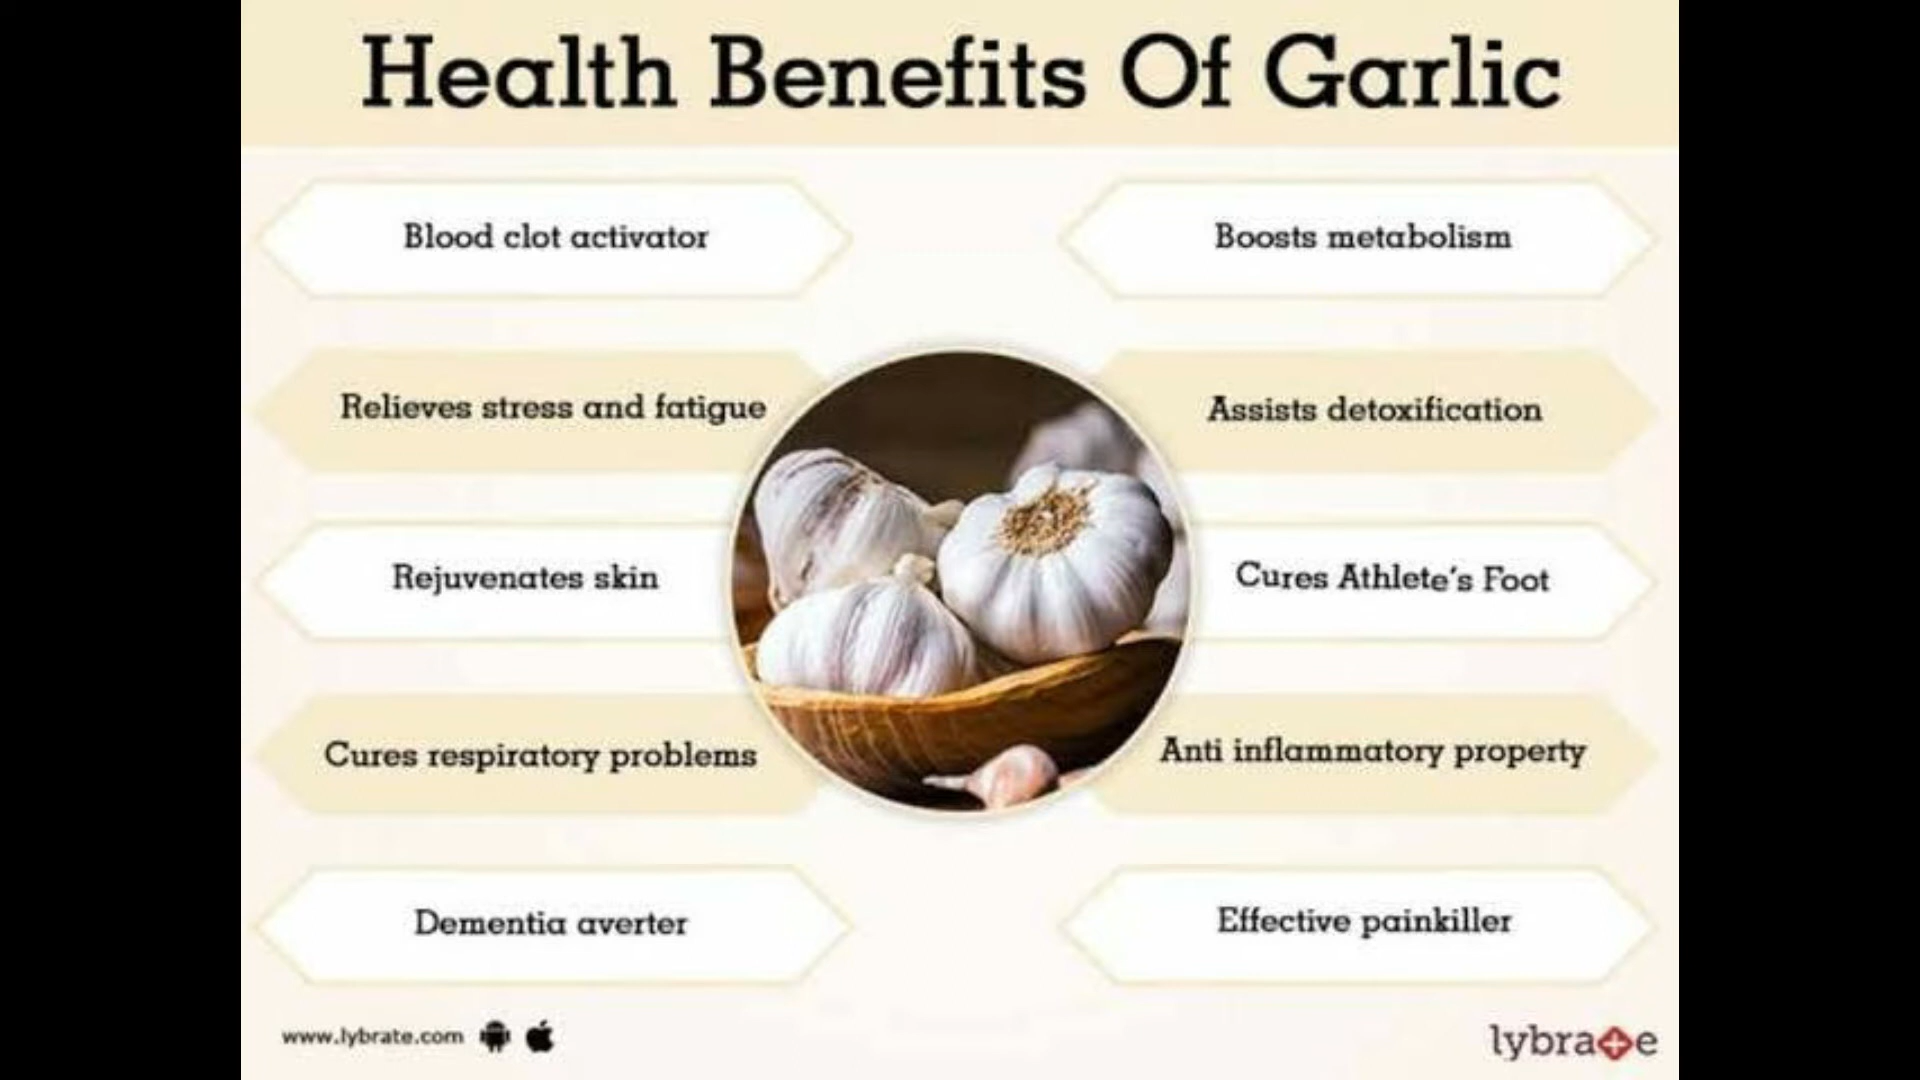 Health Benefits Of Garlic
Blood clot activator
Boosts metabolism
Relieves stress and fatigue
Assists detoxification
Rejuvenates skin
Cures Athlete's Foot
Cures respiratory problems
Anti inflammatory property
Dementia averter
Effective painkiller
www.lybrate.com
lybrate